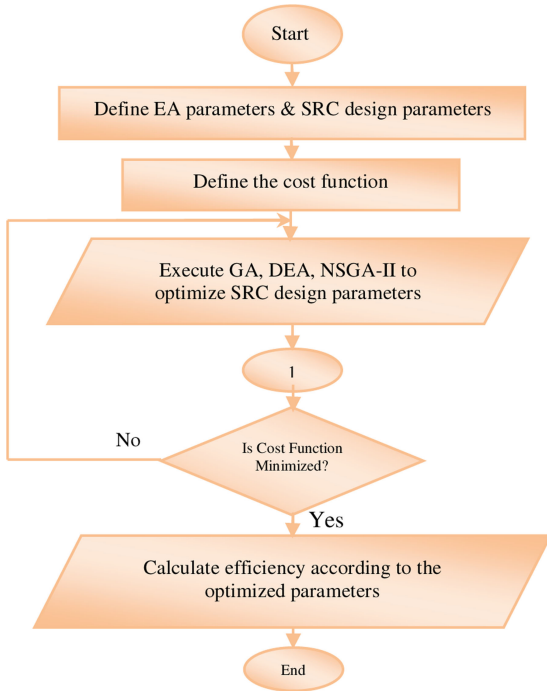 Start
Define EA parameters & SRC design parameters
Define the cost function
Execute GA, DEA, NSGA-II to
optimize SRC design parameters
1
Is Cost Function
Minimized?
No
Yes
Calculate efficiency according to the
optimized parameters
End